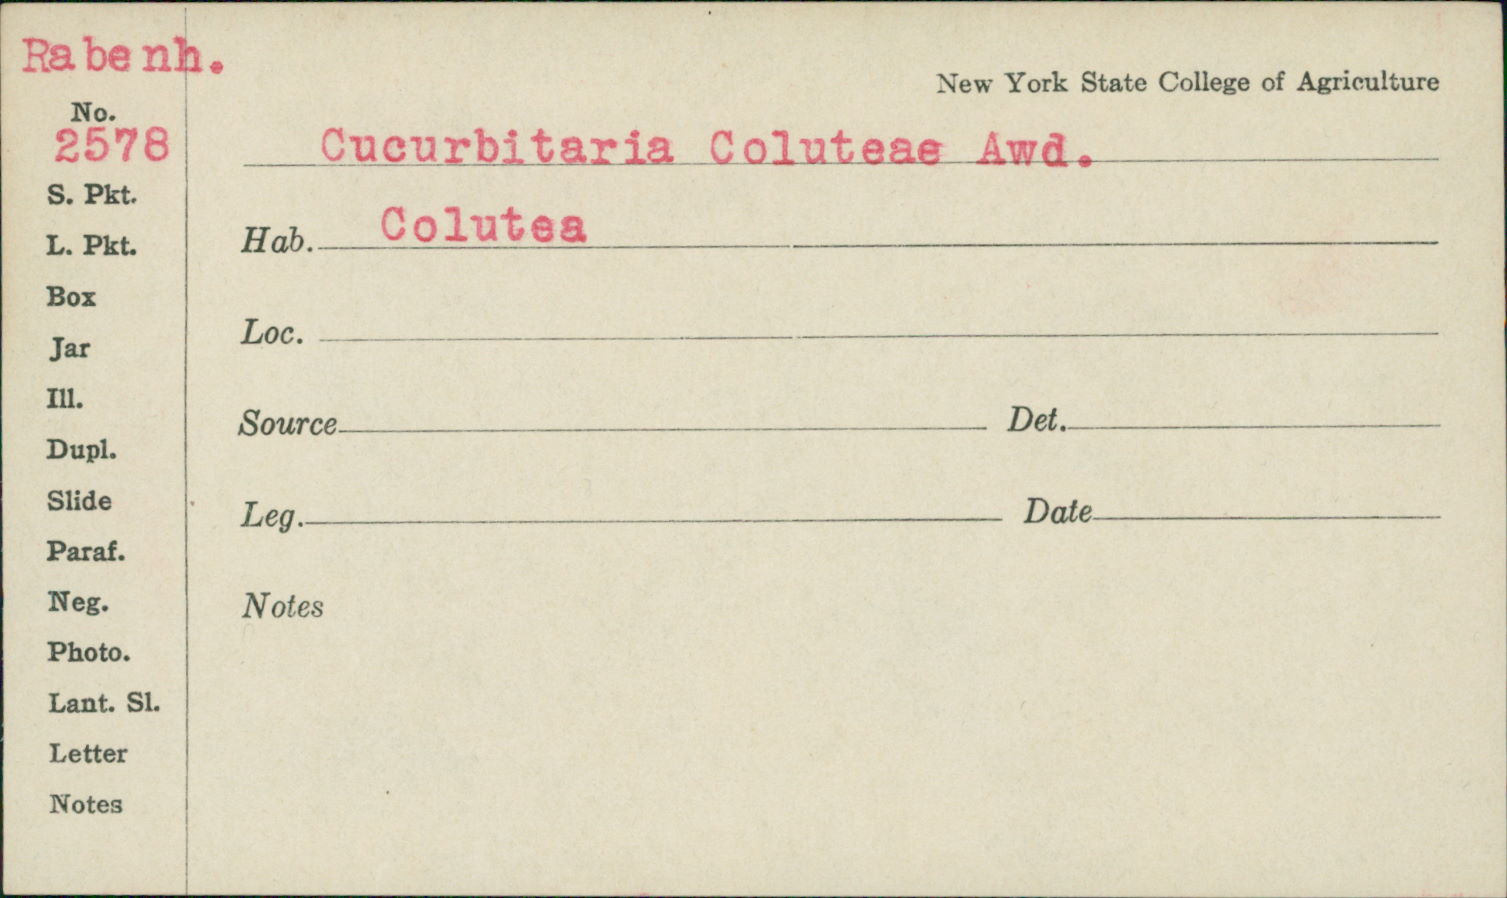 Rabenh.
New York State College of Agriculture
No.
2578
Cucurbitaria Coluteae Awd.
S. Pkt.
Hab. Colutea
L. Pkt.
Box
Loc.
Jar
Ill.
Source Det.
Dupl.
Slide
Leg. Date
Paraf.
Neg.
Notes
Photo.
Lant. Sl.
Letter
Notes